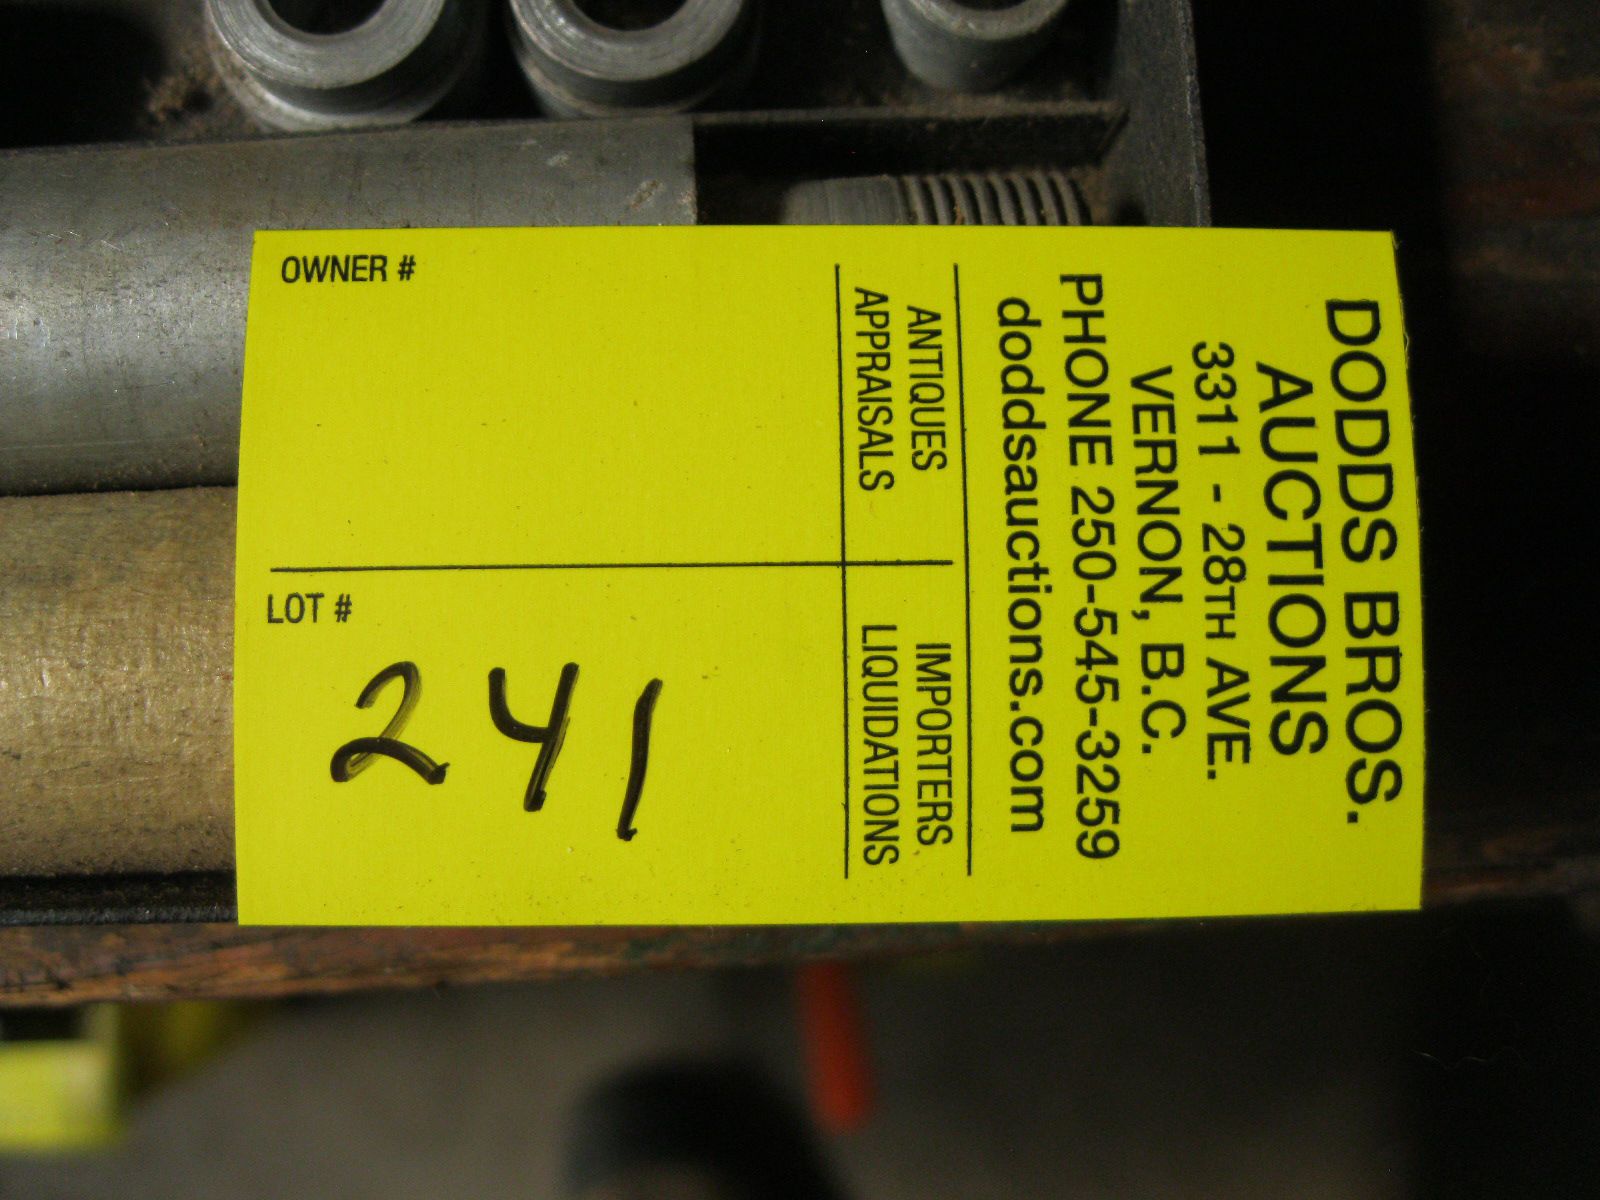 DODDS BROS.
AUCTIONS
3311 - 28TH AVE.
VERNON, B.C.
PHONE 250-545-3259
doddsauctions.com
ANTIQUES
APPRAISALS
IMPORTERS
LIQUIDATIONS
OWNER #
LOT #
241